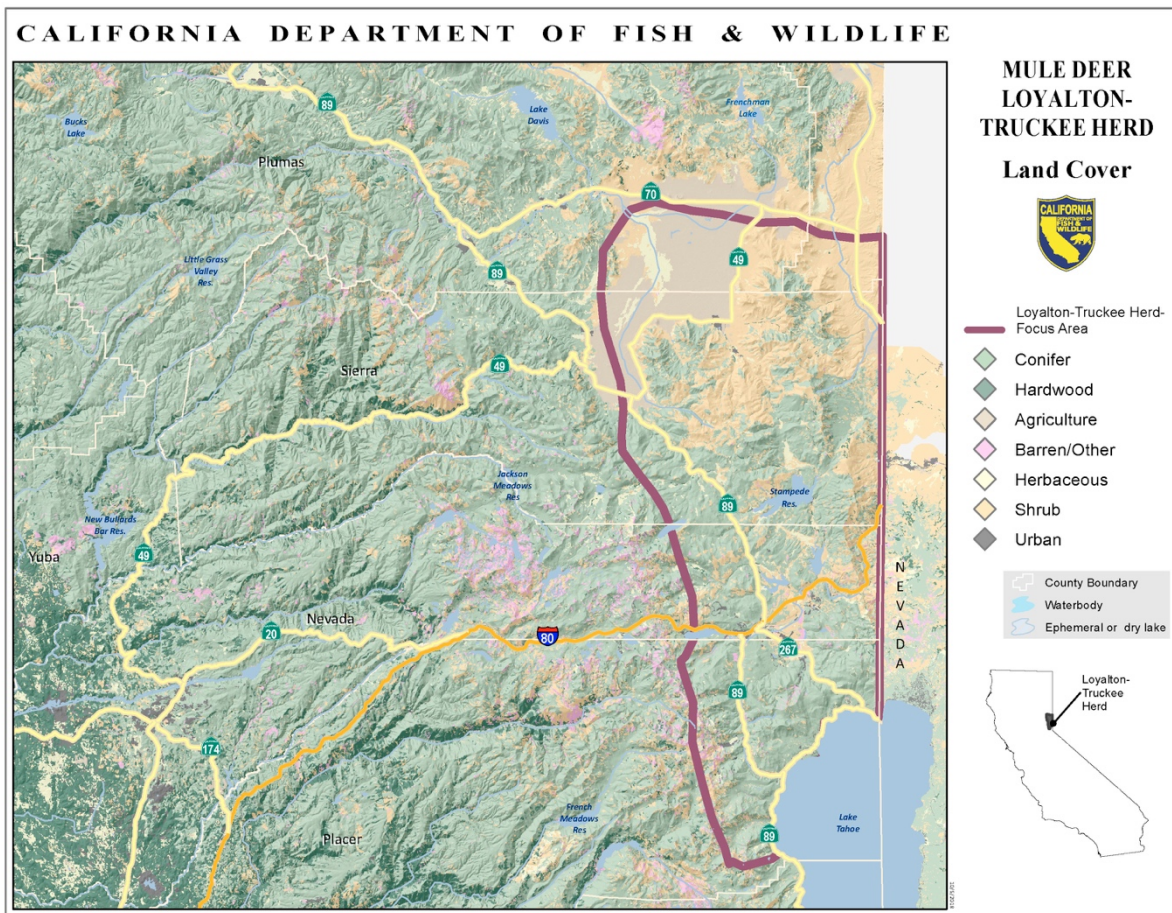 CALIFORNIA DEPARTMENT OF FISH & WILDLIFE
MULE DEER
LOYALTON-
TRUCKEE HERD
Land Cover
CALIFORNIA
DEPARTMENT OF
FISH &
WILDLIFE
Loyalton-Truckee Herd-
Focus Area
Conifer
Hardwood
Agriculture
Barren/Other
Herbaceous
Shrub
Urban
County Boundary
Waterbody
Ephemeral or dry lake
Loyalton-
Truckee
Herd
89
Bucks
Lake
Lake
Davis
Frenchman
Lake
Plumas
70
Little Grass
Valley
Res.
89
49
Sierra
49
Jackson
Meadows
Res
89
Stampede
Res.
New Bullards
Bar Res.
Yuba
49
NEVADA
Nevada
20
80
267
89
174
French
Meadows
Res
Placer
89
Lake
Tahoe